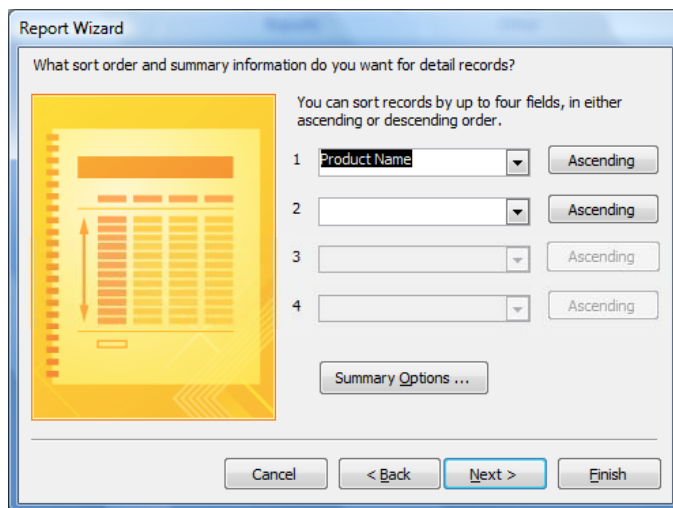 Report Wizard
What sort order and summary information do you want for detail records?
You can sort records by up to four fields, in either
ascending or descending order.
1 Product Name Ascending
2 Ascending
3 Ascending
4 Ascending
Summary Options ...
Cancel < Back Next > Finish